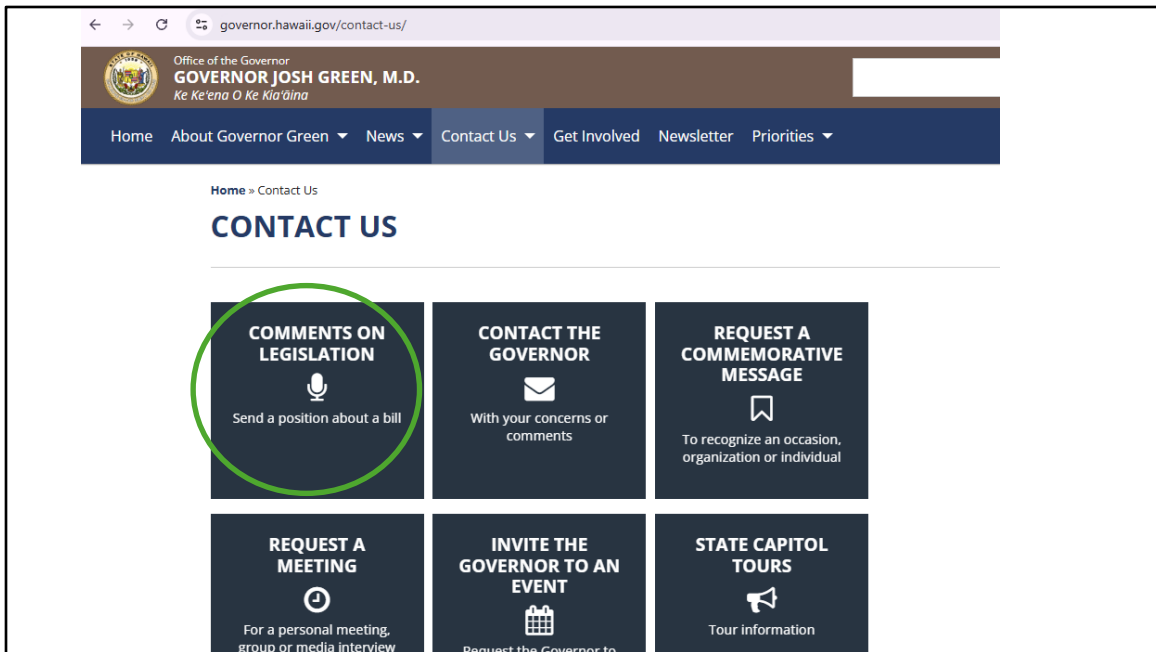 governor.hawaii.gov/contact-us/
Office of the Governor
GOVERNOR JOSH GREEN, M.D.
Ke Keʻena O Ke Kiaʻāina
Home About Governor Green News Contact Us Get Involved Newsletter Priorities
Home » Contact Us
CONTACT US
COMMENTS ON
LEGISLATION
Send a position about a bill
CONTACT THE
GOVERNOR
With your concerns or
comments
REQUEST A
COMMEMORATIVE
MESSAGE
To recognize an occasion,
organization or individual
REQUEST A
MEETING
For a personal meeting,
group or media interview
INVITE THE
GOVERNOR TO AN
EVENT
Request the Governor to
STATE CAPITOL
TOURS
Tour information